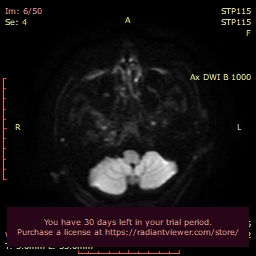 Im: 6/50
Se: 4
A
STP115
STP115
F
Ax DWI B 1000
R
L
You have 30 days left in your trial period.
Purchase a license at https://radiantviewer.com/store/